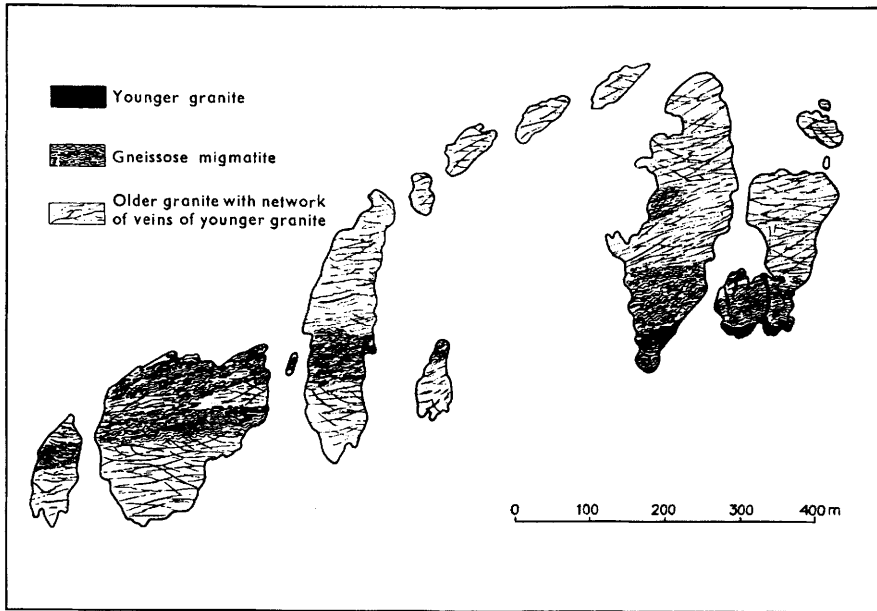 Younger granite
Gneissose migmatite
Older granite with network
of veins of younger granite
0 100 200 300 400 m